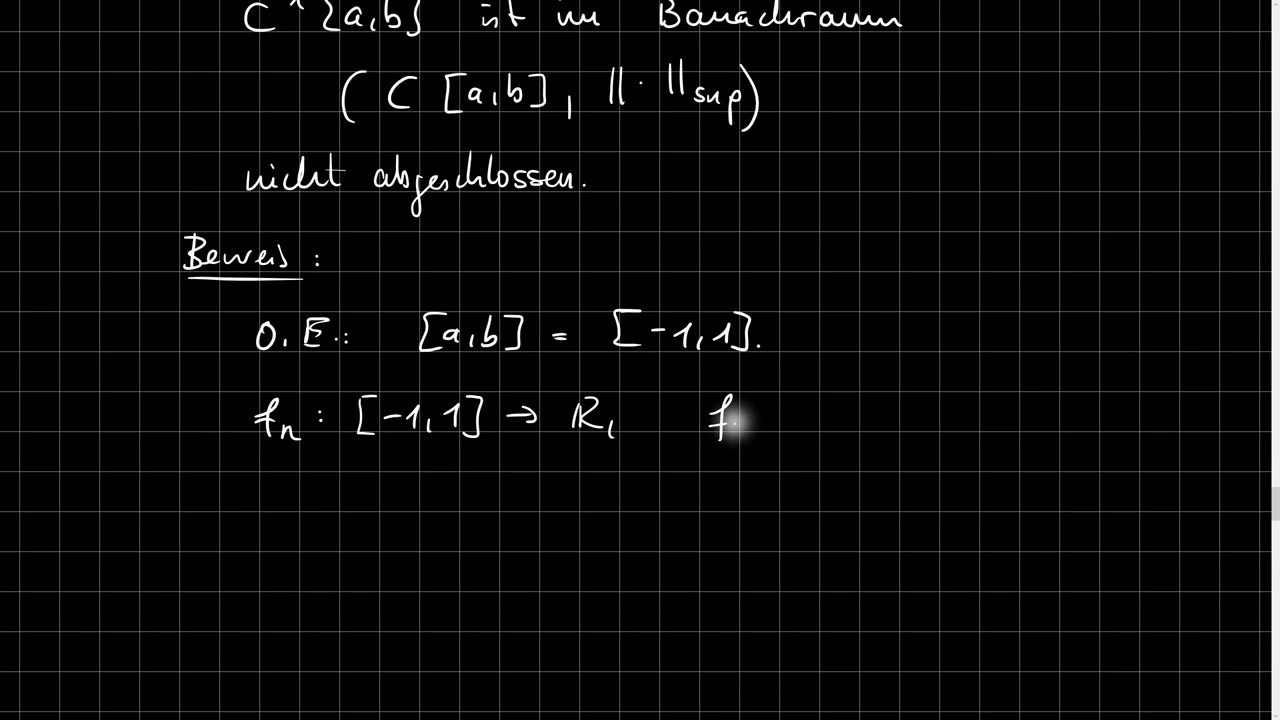 C¹ [a,b] ist im Banachraum
( C [a,b], ||·||sup)
nicht abgeschlossen.
Beweis :
O. E.: [a,b] = [-1,1].
fn : [-1,1] → ℝ, f